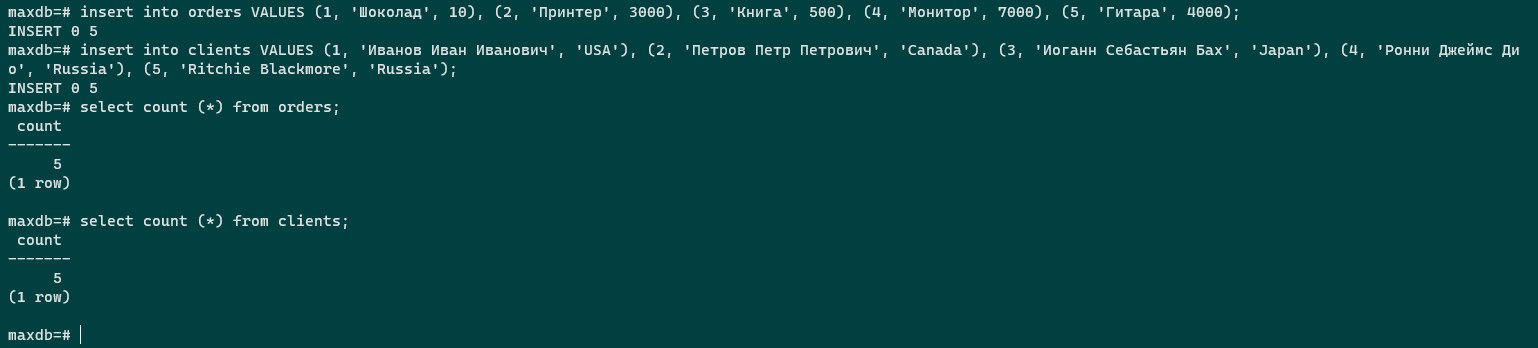 maxdb=# insert into orders VALUES (1, 'Шоколад', 10), (2, 'Принтер', 3000), (3, 'Книга', 500), (4, 'Монитор', 7000), (5, 'Гитара', 4000);
INSERT 0 5
maxdb=# insert into clients VALUES (1, 'Иванов Иван Иванович', 'USA'), (2, 'Петров Петр Петрович', 'Canada'), (3, 'Иоганн Себастьян Бах', 'Japan'), (4, 'Ронни Джеймс Ди
о', 'Russia'), (5, 'Ritchie Blackmore', 'Russia');
INSERT 0 5
maxdb=# select count (*) from orders;
 count
-------
     5
(1 row)

maxdb=# select count (*) from clients;
 count
-------
     5
(1 row)

maxdb=#